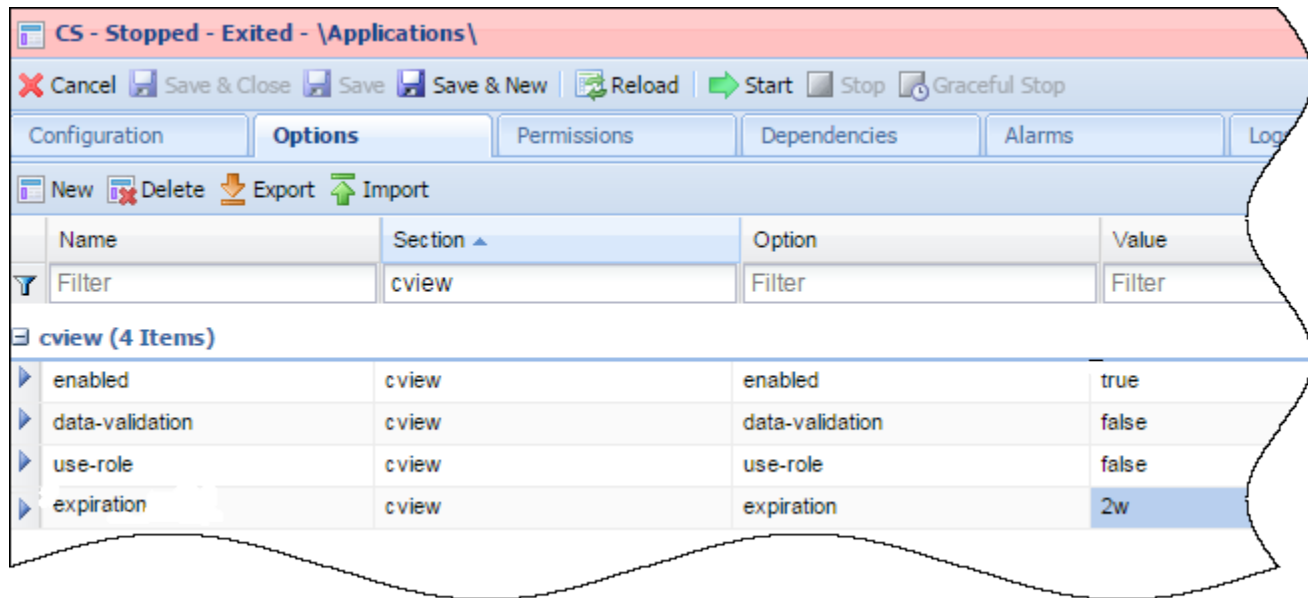 CS - Stopped - Exited - \Applications\
Cancel Save & Close Save Save & New Reload Start Stop Graceful Stop
Configuration Options Permissions Dependencies Alarms Logs
New Delete Export Import
Name Section Option Value
Filter cview Filter Filter
cview (4 Items)
enabled cview enabled true
data-validation cview data-validation false
use-role cview use-role false
expiration cview expiration 2w